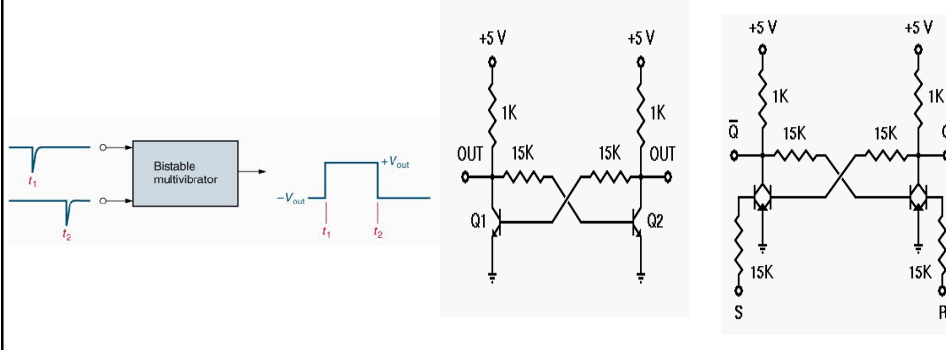 Bistable
multivibrator
t1
t2
+Vout
−Vout
t1
t2
+5 V
+5 V
1K
1K
OUT
15K
15K
OUT
Q1
Q2
+5 V
+5 V
1K
1K
Q̅
15K
15K
15K
15K
S